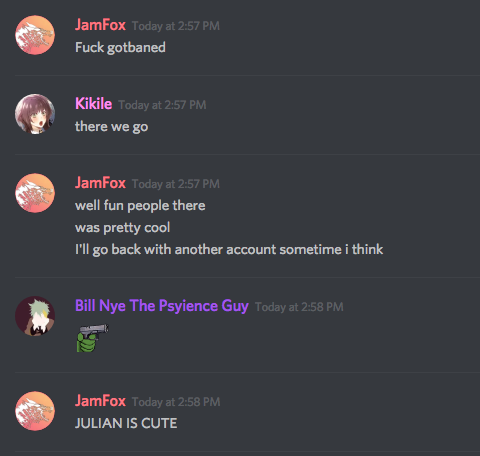 JamFox Today at 2:57 PM
Fuck gotbaned
Kikile Today at 2:57 PM
there we go
JamFox Today at 2:57 PM
well fun people there
was pretty cool
I'll go back with another account sometime i think
Bill Nye The Psyience Guy Today at 2:58 PM
JamFox Today at 2:58 PM
JULIAN IS CUTE